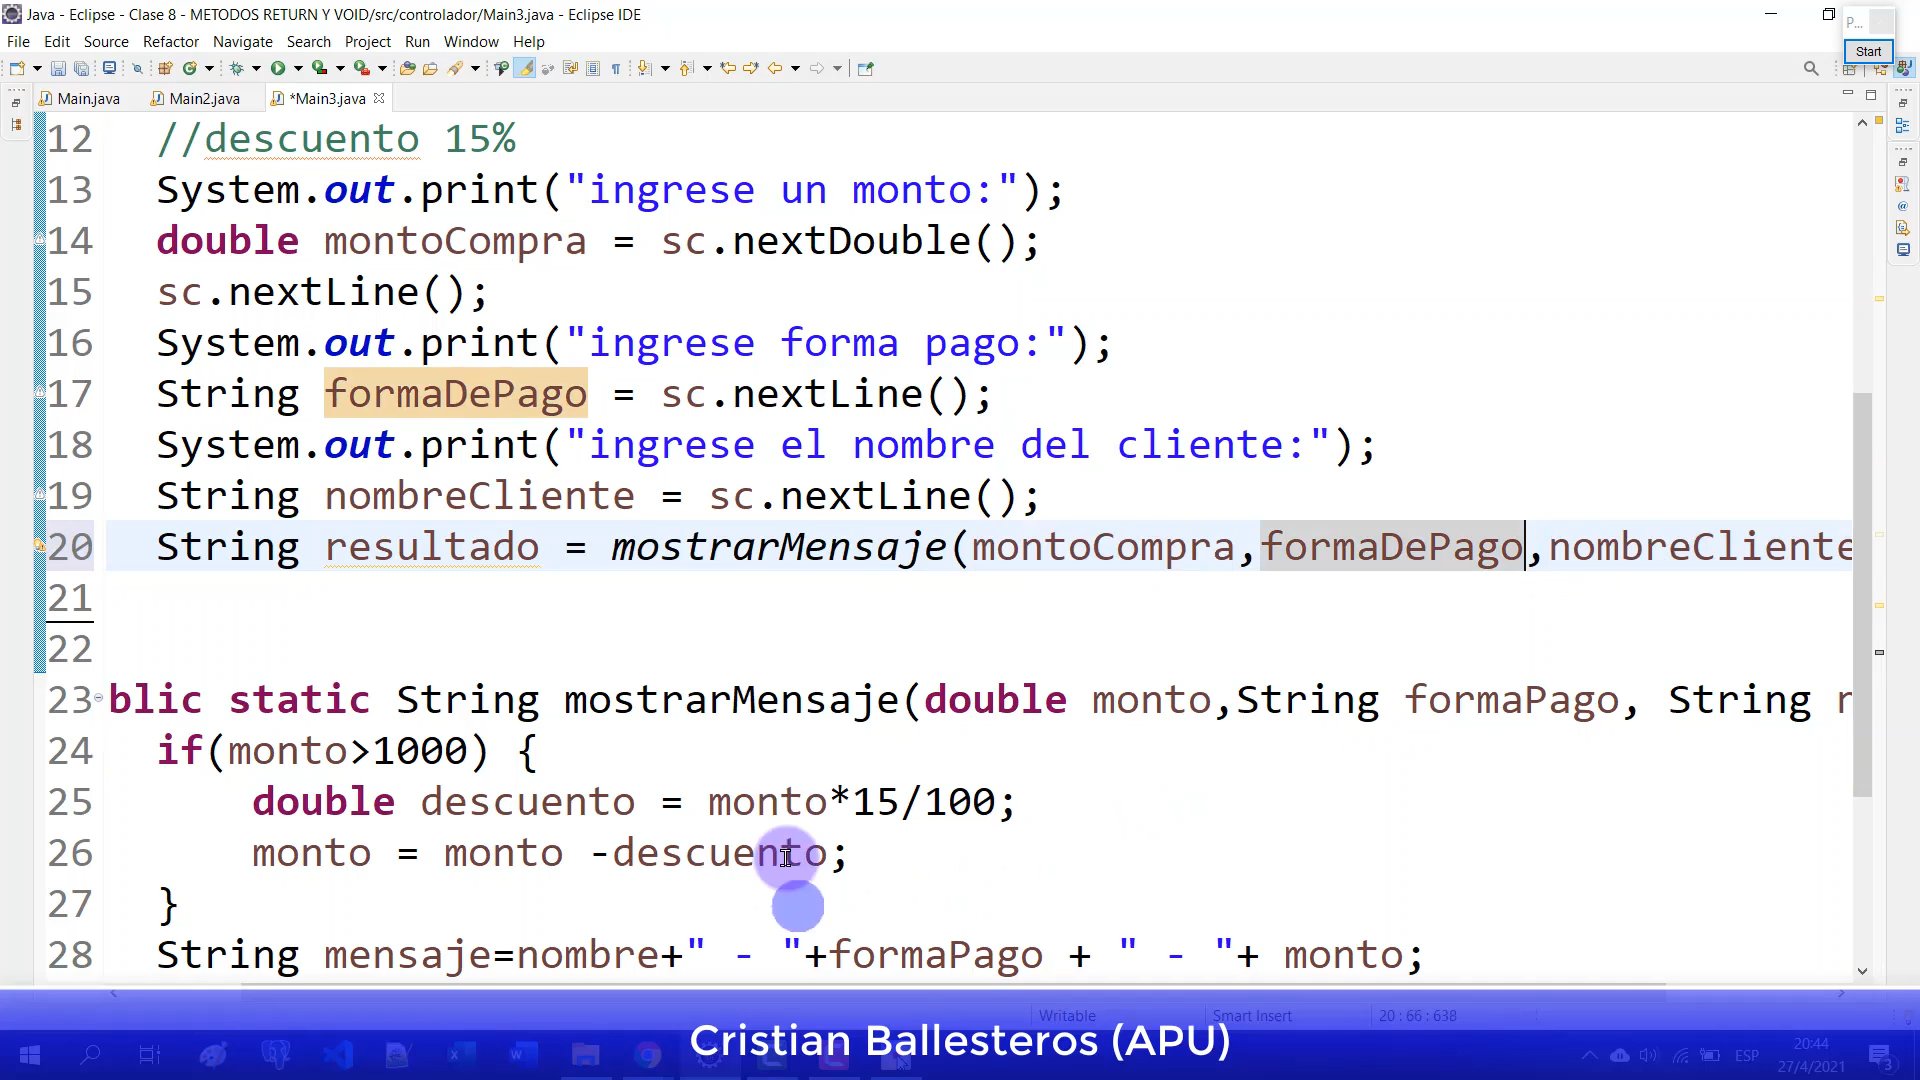 Java - Eclipse - Clase 8 - METODOS RETURN Y VOID/src/controlador/Main3.java - Eclipse IDE
P...
Start
File Edit Source Refactor Navigate Search Project Run Window Help
Main.java Main2.java *Main3.java
12 //descuento 15%
13 System.out.print("ingrese un monto:");
14 double montoCompra = sc.nextDouble();
15 sc.nextLine();
16 System.out.print("ingrese forma pago:");
17 String formaDePago = sc.nextLine();
18 System.out.print("ingrese el nombre del cliente:");
19 String nombreCliente = sc.nextLine();
20 String resultado = mostrarMensaje(montoCompra,formaDePago,nombreCliente
21
22
23 blic static String mostrarMensaje(double monto,String formaPago, String n
24 if(monto>1000) {
25 double descuento = monto*15/100;
26 monto = monto -descuento;
27 }
28 String mensaje=nombre+" - "+formaPago + " - "+ monto;
Writable Smart Insert 20 : 66 : 638
Cristian Ballesteros (APU)
ESP
20:44
27/4/2021
3